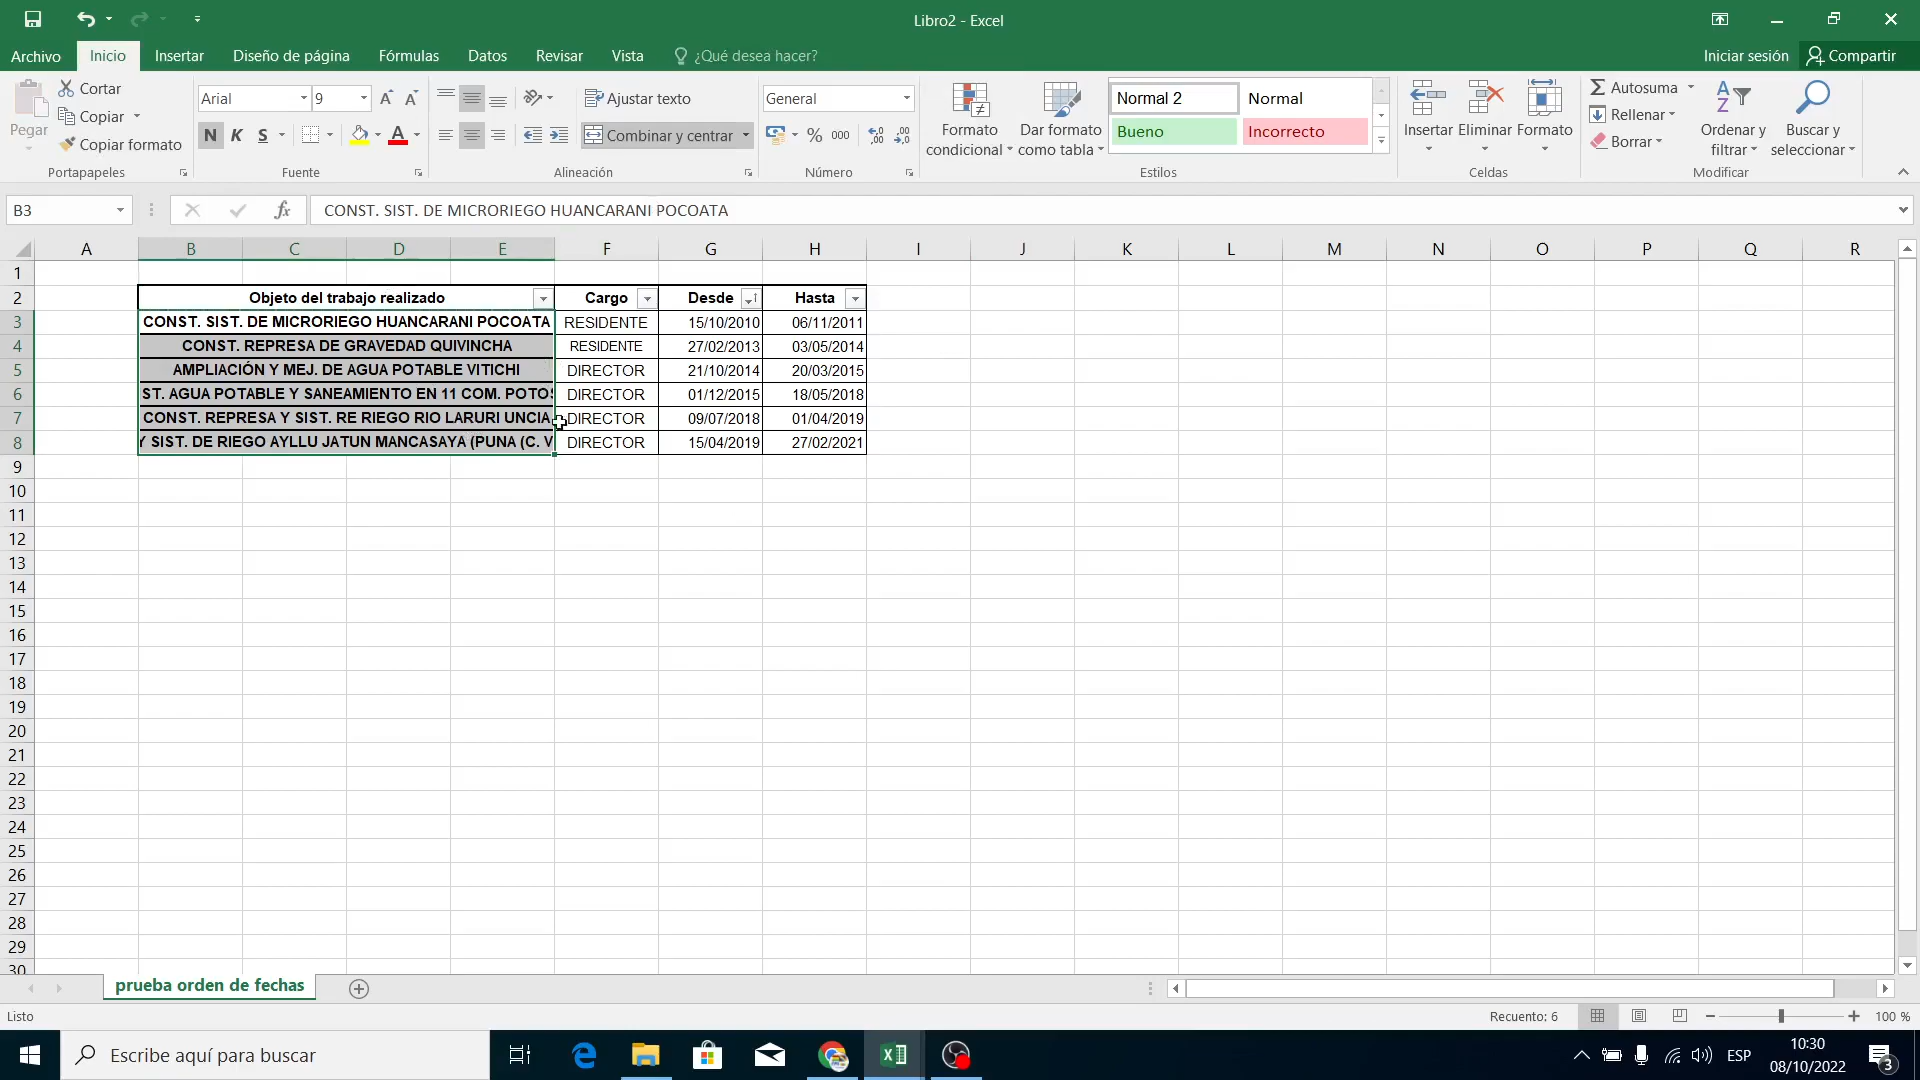 Libro2 - Excel
Archivo Inicio Insertar Diseño de página Fórmulas Datos Revisar Vista ¿Qué desea hacer? Iniciar sesión Compartir
Pegar
Cortar
Copiar
Copiar formato
Portapapeles
Arial 9
N K S A
Fuente
Ajustar texto
Combinar y centrar
Alineación
General
% 000
Número
Formato condicional
Dar formato como tabla
Normal 2 Normal
Bueno Incorrecto
Estilos
Insertar Eliminar Formato
Celdas
Autosuma
Rellenar
Borrar
Ordenar y filtrar
Buscar y seleccionar
Modificar
B3 fx CONST. SIST. DE MICRORIEGO HUANCARANI POCOATA
A B C D E F G H I J K L M N O P Q R
1
2 Objeto del trabajo realizado Cargo Desde Hasta
3 CONST. SIST. DE MICRORIEGO HUANCARANI POCOATA RESIDENTE 15/10/2010 06/11/2011
4 CONST. REPRESA DE GRAVEDAD QUIVINCHA RESIDENTE 27/02/2013 03/05/2014
5 AMPLIACIÓN Y MEJ. DE AGUA POTABLE VITICHI DIRECTOR 21/10/2014 20/03/2015
6 ST. AGUA POTABLE Y SANEAMIENTO EN 11 COM. POTOS DIRECTOR 01/12/2015 18/05/2018
7 CONST. REPRESA Y SIST. RE RIEGO RIO LARURI UNCIA DIRECTOR 09/07/2018 01/04/2019
8 Y SIST. DE RIEGO AYLLU JATUN MANCASAYA (PUNA (C. V DIRECTOR 15/04/2019 27/02/2021
9
10
11
12
13
14
15
16
17
18
19
20
21
22
23
24
25
26
27
28
29
30
prueba orden de fechas
Listo Recuento: 6 100 %
Escribe aquí para buscar
ESP
10:30
08/10/2022
3